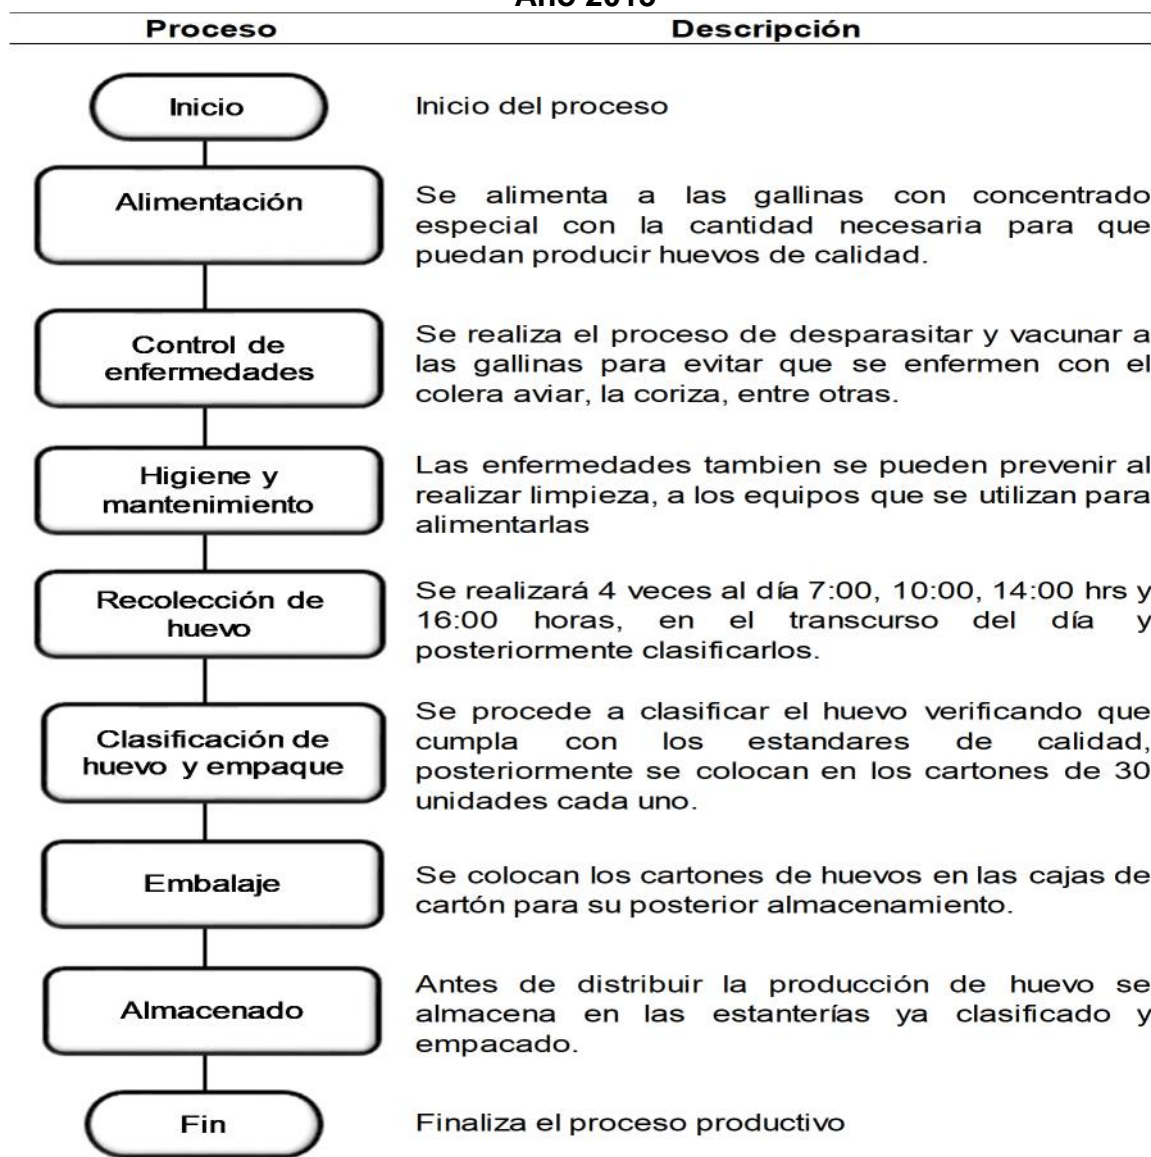 Proceso Descripción
Inicio
Inicio del proceso
Alimentación
Se alimenta a las gallinas con concentrado
especial con la cantidad necesaria para que
puedan producir huevos de calidad.
Control de
enfermedades
Se realiza el proceso de desparasitar y vacunar a
las gallinas para evitar que se enfermen con el
colera aviar, la coriza, entre otras.
Higiene y
mantenimiento
Las enfermedades tambien se pueden prevenir al
realizar limpieza, a los equipos que se utilizan para
alimentarlas
Recolección de
huevo
Se realizará 4 veces al día 7:00, 10:00, 14:00 hrs y
16:00 horas, en el transcurso del día y
posteriormente clasificarlos.
Clasificación de
huevo y empaque
Se procede a clasificar el huevo verificando que
cumpla con los estandares de calidad,
posteriormente se colocan en los cartones de 30
unidades cada uno.
Embalaje
Se colocan los cartones de huevos en las cajas de
cartón para su posterior almacenamiento.
Almacenado
Antes de distribuir la producción de huevo se
almacena en las estanterías ya clasificado y
empacado.
Fin
Finaliza el proceso productivo